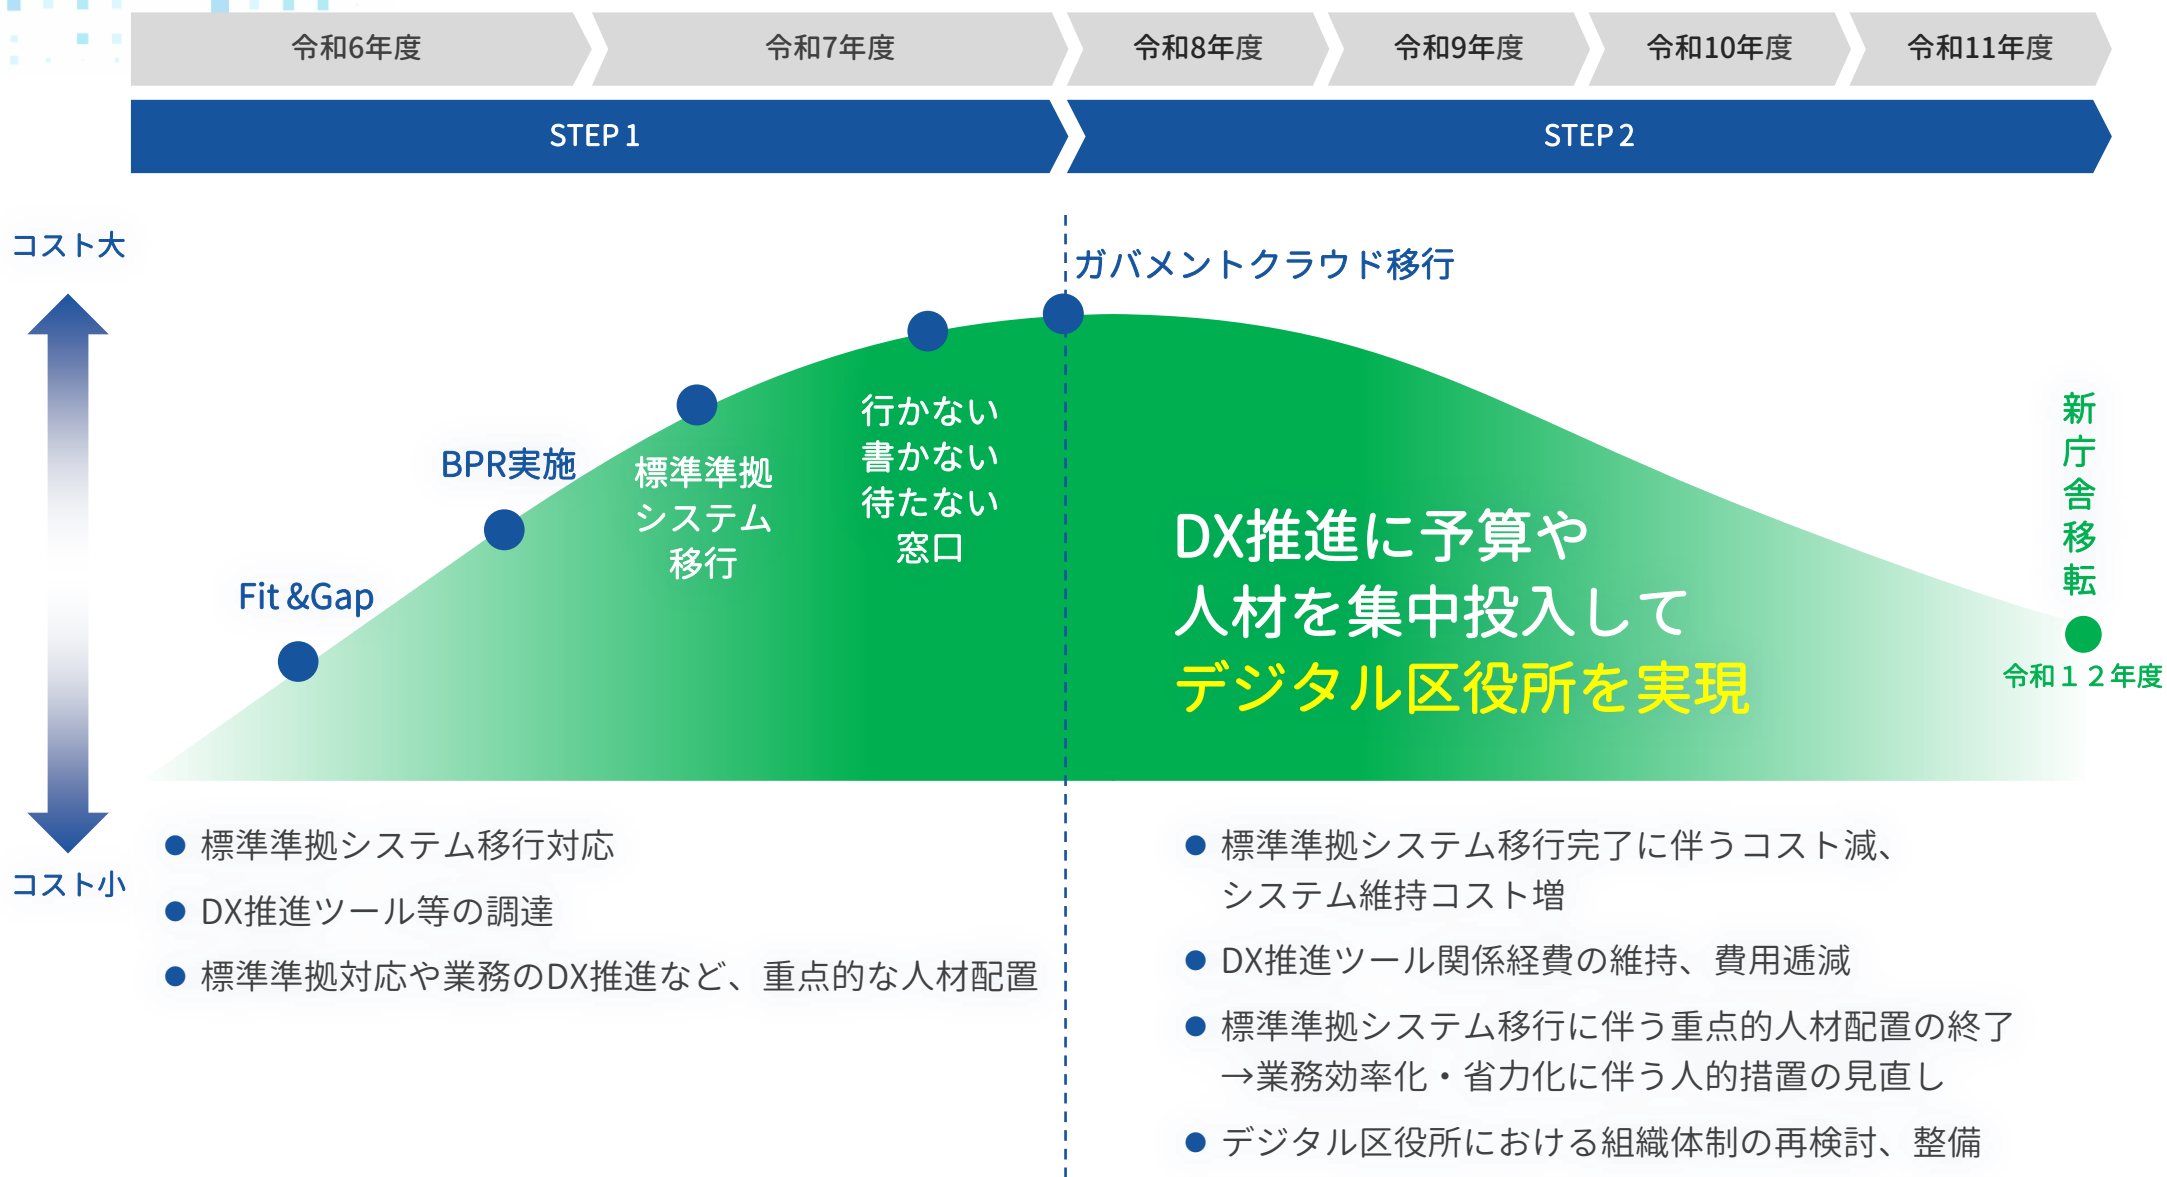 令和6年度
令和7年度
令和8年度
令和9年度
令和10年度
令和11年度
STEP 1
STEP 2
コスト大
コスト小
Fit &Gap
BPR実施
標準準拠
システム
移行
行かない
書かない
待たない
窓口
ガバメントクラウド移行
DX推進に予算や
人材を集中投入して
デジタル区役所を実現
新庁舎移転
令和１２年度
● 標準準拠システム移行対応
● DX推進ツール等の調達
● 標準準拠対応や業務のDX推進など、重点的な人材配置
● 標準準拠システム移行完了に伴うコスト減、
システム維持コスト増
● DX推進ツール関係経費の維持、費用逓減
● 標準準拠システム移行に伴う重点的人材配置の終了
→業務効率化・省力化に伴う人的措置の見直し
● デジタル区役所における組織体制の再検討、整備